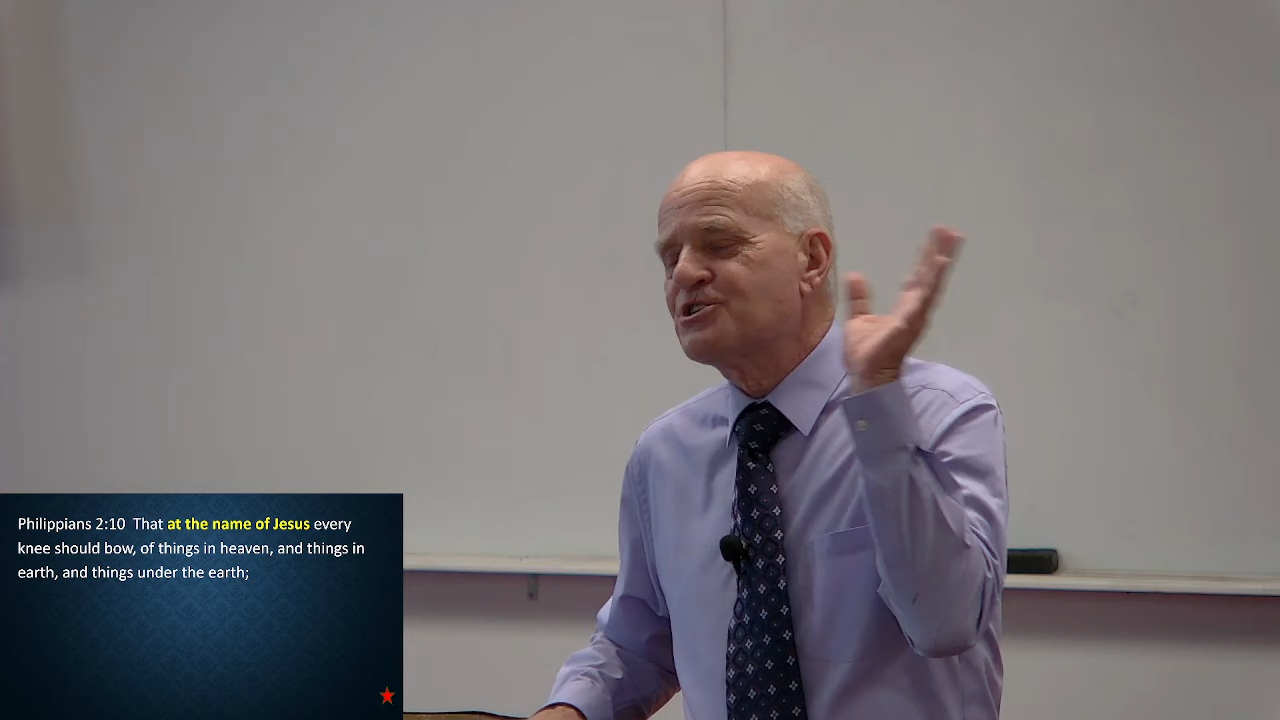 Philippians 2:10 That at the name of Jesus every
knee should bow, of things in heaven, and things in
earth, and things under the earth;